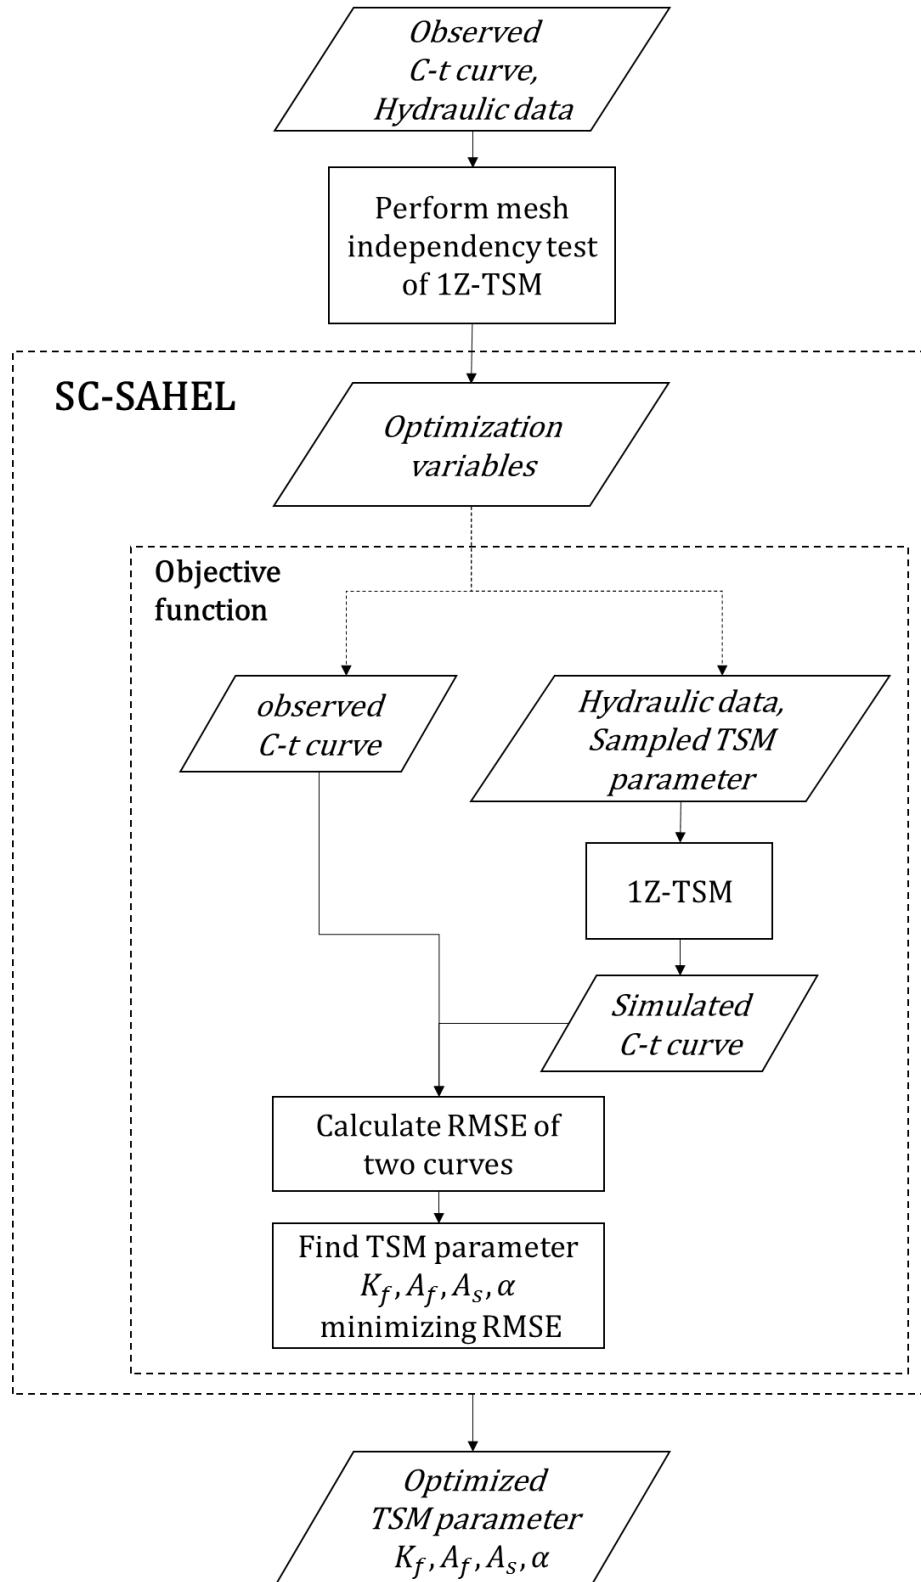 Observed
C-t curve,
Hydraulic data
Perform mesh
independency test
of 1Z-TSM
SC-SAHEL
Optimization
variables
Objective
function
observed
C-t curve
Hydraulic data,
Sampled TSM
parameter
1Z-TSM
Simulated
C-t curve
Calculate RMSE of
two curves
Find TSM parameter
K_f, A_f, A_s, α
minimizing RMSE
Optimized
TSM parameter
K_f, A_f, A_s, α